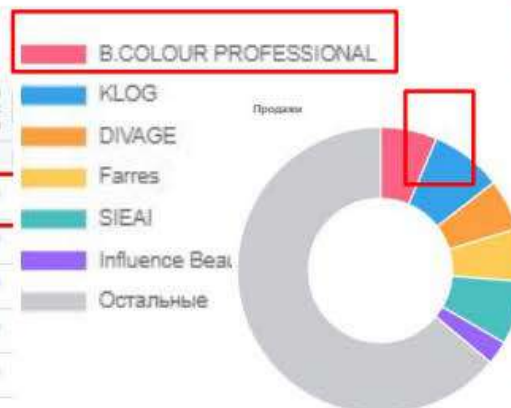 B.COLOUR PROFESSIONAL
KLOG
DIVAGE
Farres
SIEAI
Influence Beau
Остальные
Продажи